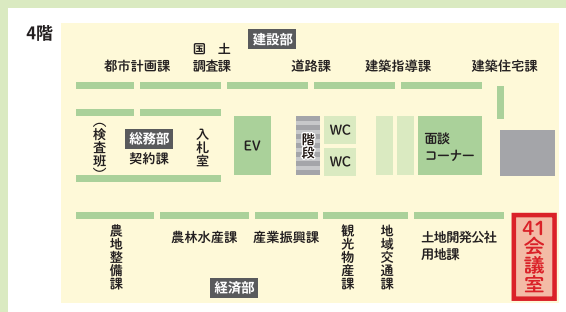 4階
建設部
都市計画課
国土
調査課
道路課
建築指導課
建築住宅課
（検査班）
総務部
契約課
入札室
EV
階段
WC
WC
面談
コーナー
農地整備課
農林水産課
産業振興課
観光物産課
地域交通課
土地開発公社
用地課
41会議室
経済部